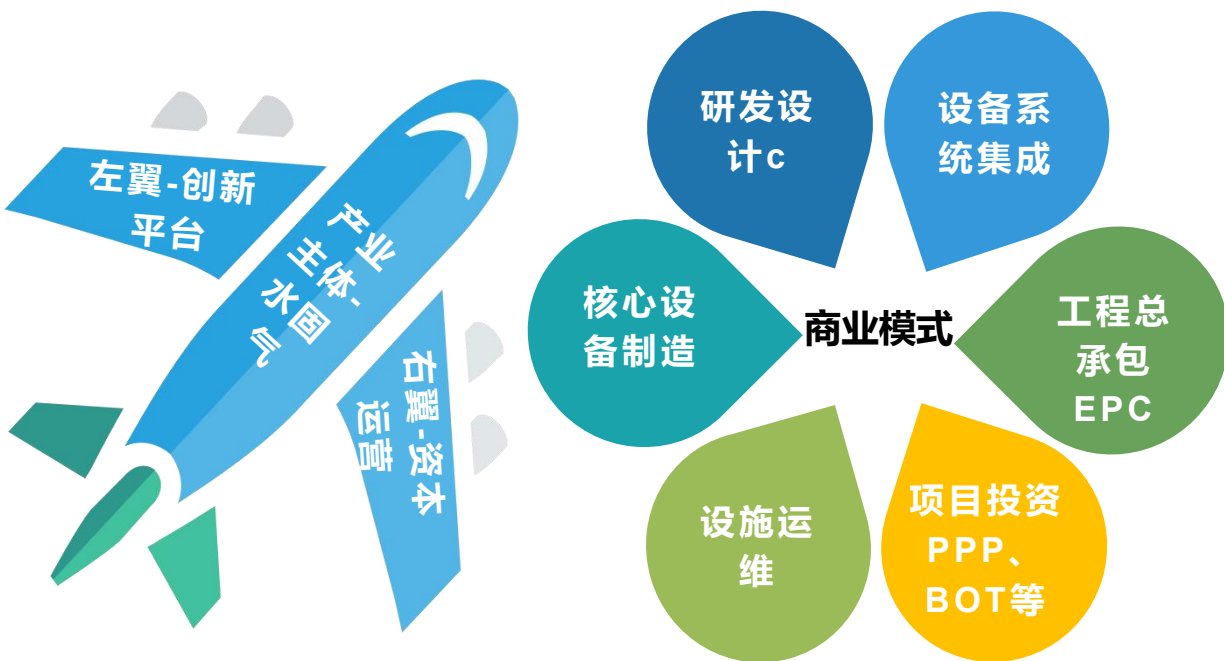 左翼-创新
平台
产业
主体-
水固
气
右翼-资本
运营
研发设
计c
设备系
统集成
核心设
备制造
商业模式
工程总
承包
EPC
设施运
维
项目投资
PPP、
BOT等